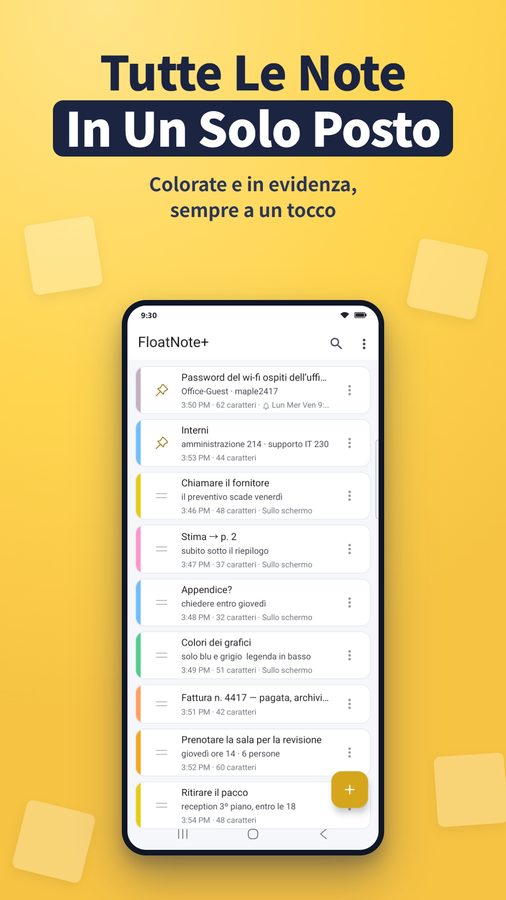 Tutte Le Note
In Un Solo Posto
Colorate e in evidenza,
sempre a un tocco
9:30
FloatNote+
Password del wi-fi ospiti dell'uffi...
Office-Guest · maple2417
3:50 PM · 62 caratteri · Lun Mer Ven 9:...
Interni
amministrazione 214 · supporto IT 230
3:53 PM · 44 caratteri
Chiamare il fornitore
il preventivo scade venerdì
3:46 PM · 48 caratteri · Sullo schermo
Stima → p. 2
subito sotto il riepilogo
3:47 PM · 37 caratteri · Sullo schermo
Appendice?
chiedere entro giovedì
3:48 PM · 32 caratteri · Sullo schermo
Colori dei grafici
solo blu e grigio legenda in basso
3:49 PM · 51 caratteri · Sullo schermo
Fattura n. 4417 — pagata, archivi...
3:51 PM · 42 caratteri
Prenotare la sala per la revisione
giovedì ore 14 · 6 persone
3:52 PM · 60 caratteri
Ritirare il pacco
reception 3º piano, entro le 18
3:54 PM · 48 caratteri